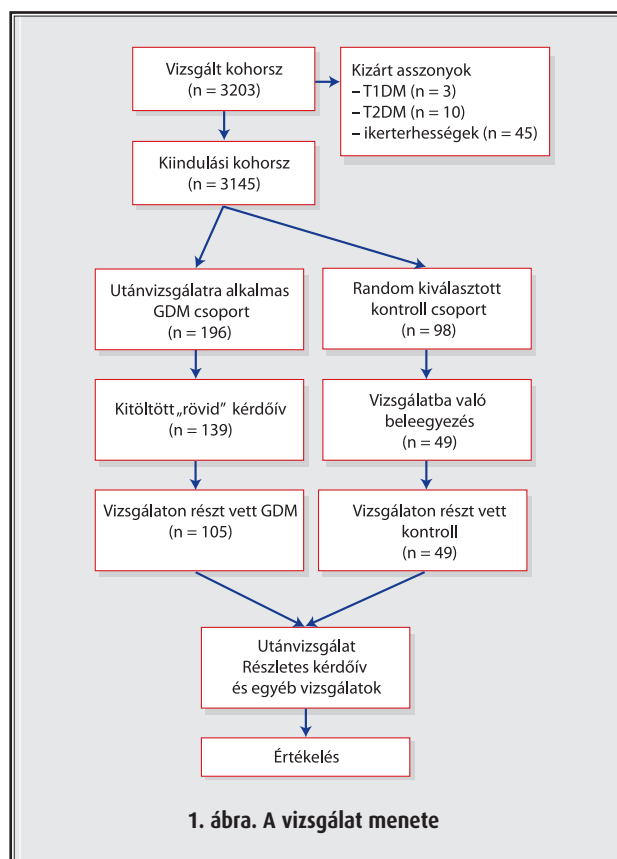 Vizsgált kohorsz
(n = 3203)
Kizárt asszonyok
– T1DM (n = 3)
– T2DM (n = 10)
– ikerterhességek (n = 45)
Kiindulási kohorsz
(n = 3145)
Utánvizsgálatra alkalmas
GDM csoport
(n = 196)
Random kiválasztott
kontroll csoport
(n = 98)
Kitöltött „rövid” kérdőív
(n = 139)
Vizsgálatba való
beleegyezés
(n = 49)
Vizsgálaton részt vett GDM
(n = 105)
Vizsgálaton részt vett
kontroll
(n = 49)
Utánvizsgálat
Részletes kérdőív
és egyéb vizsgálatok
Értékelés
1. ábra. A vizsgálat menete